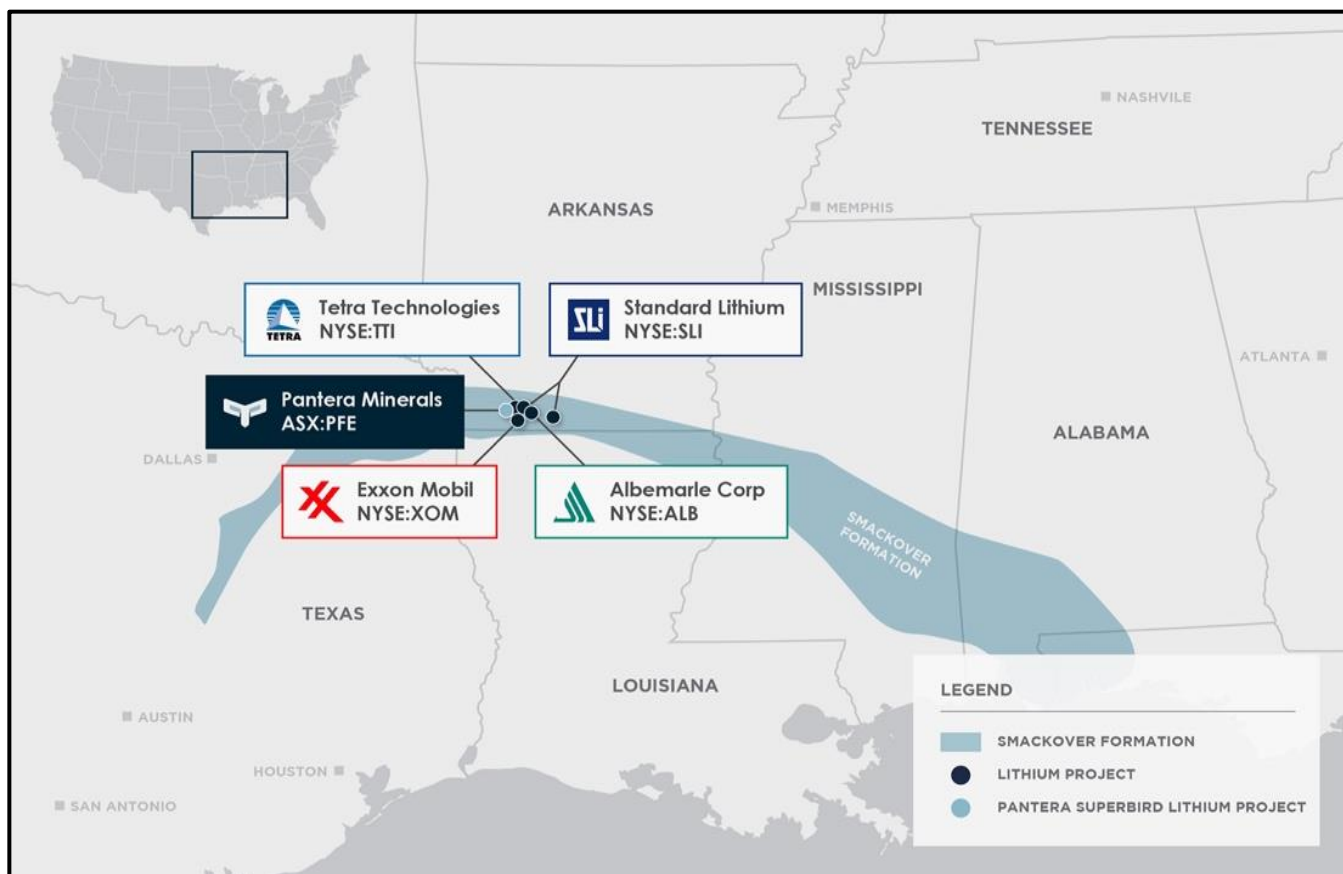 NASHVILE
TENNESSEE
ARKANSAS
MEMPHIS
MISSISSIPPI
TETRA
Tetra Technologies
NYSE:TTI
SLi
Standard Lithium
NYSE:SLI
ATLANTA
Pantera Minerals
ASX:PFE
ALABAMA
DALLAS
Exxon Mobil
NYSE:XOM
Albemarle Corp
NYSE:ALB
SMACKOVER
FORMATION
TEXAS
LOUISIANA
AUSTIN
HOUSTON
SAN ANTONIO
LEGEND
SMACKOVER FORMATION
LITHIUM PROJECT
PANTERA SUPERBIRD LITHIUM PROJECT